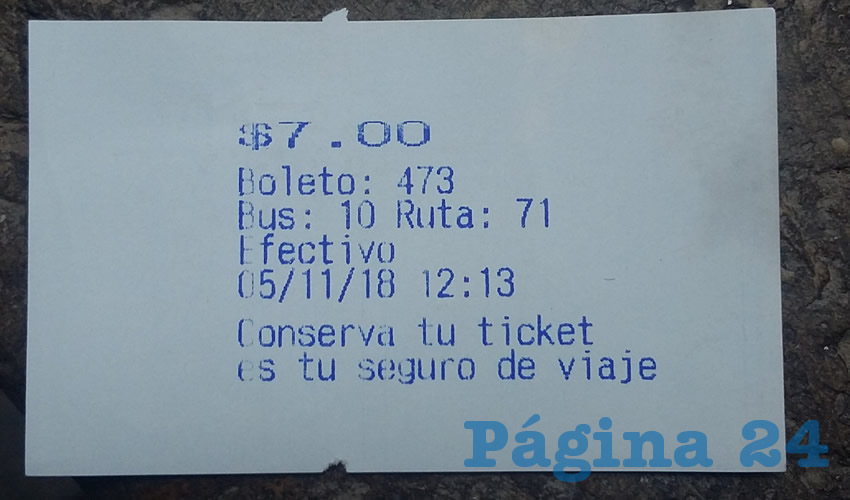 $7.00
Boleto: 473
Bus: 10 Ruta: 71
Efectivo
05/11/18 12:13
Conserva tu ticket
es tu seguro de viaje
Página 24